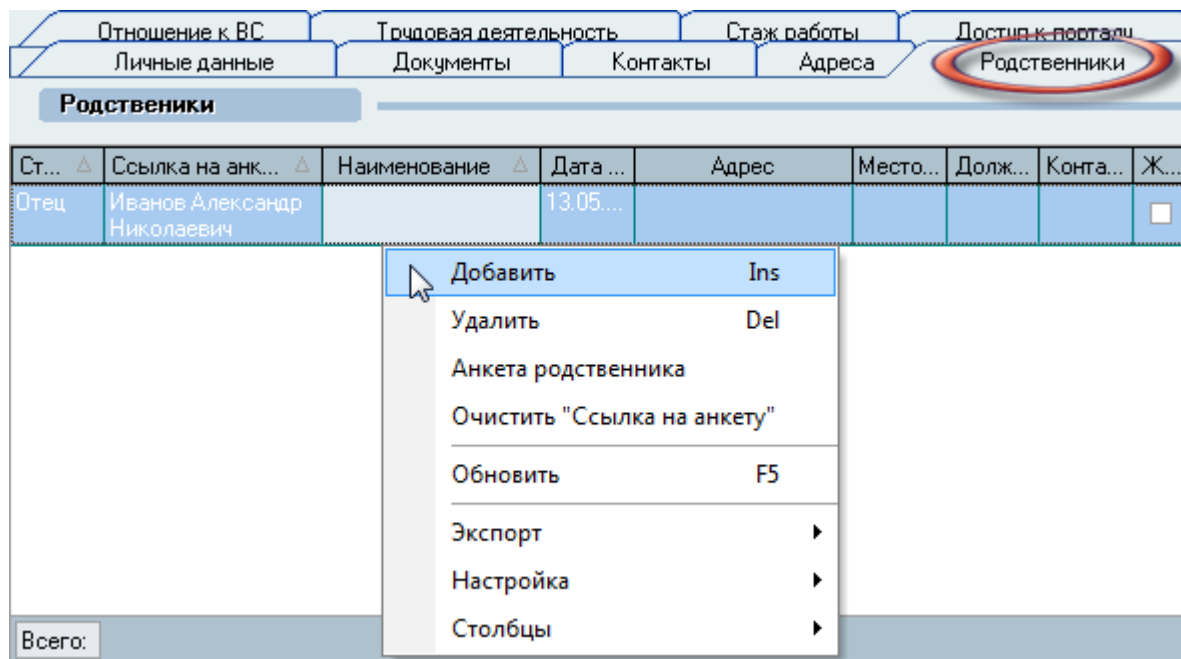 Отношение к ВС Трудовая деятельность Стаж работы Доступ к порталу
Личные данные Документы Контакты Адреса Родственники
Родственики
Ст... Ссылка на анк... Наименование Дата ... Адрес Место... Долж... Конта... Ж...
Отец Иванов Александр 13.05....
Николаевич
Добавить Ins
Удалить Del
Анкета родственника
Очистить "Ссылка на анкету"
Обновить F5
Экспорт
Настройка
Столбцы
Всего: